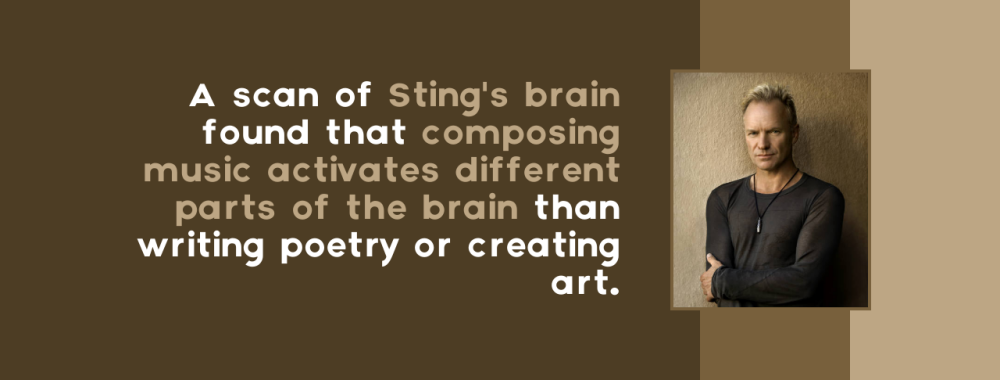 A scan of Sting's brain
found that composing
music activates different
parts of the brain than
writing poetry or creating
art.